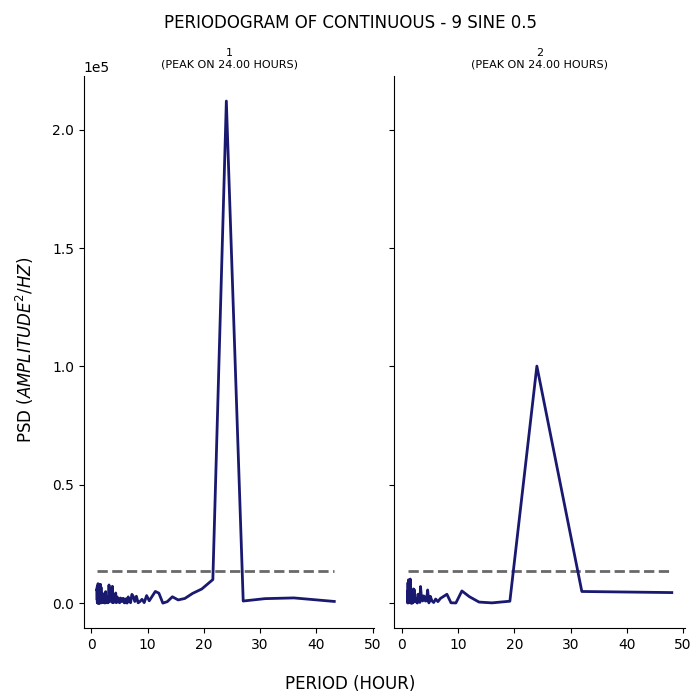 PERIODOGRAM OF CONTINUOUS - 9 SINE 0.5
1
(PEAK ON 24.00 HOURS)
2
(PEAK ON 24.00 HOURS)
1e5
2.0
1.5
1.0
0.5
0.0
PSD (AMPLITUDE²/HZ)
0 10 20 30 40 50
0 10 20 30 40 50
PERIOD (HOUR)